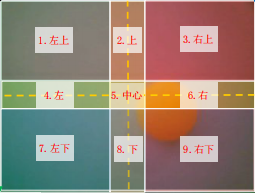 1. 左上
2. 上
3. 右上
4. 左
5. 中心
6. 右
7. 左下
8. 下
9. 右下